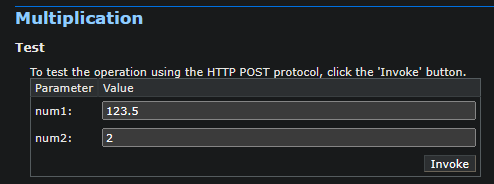 Multiplication
Test
To test the operation using the HTTP POST protocol, click the 'Invoke' button.
Parameter Value
num1: 123.5
num2: 2
Invoke